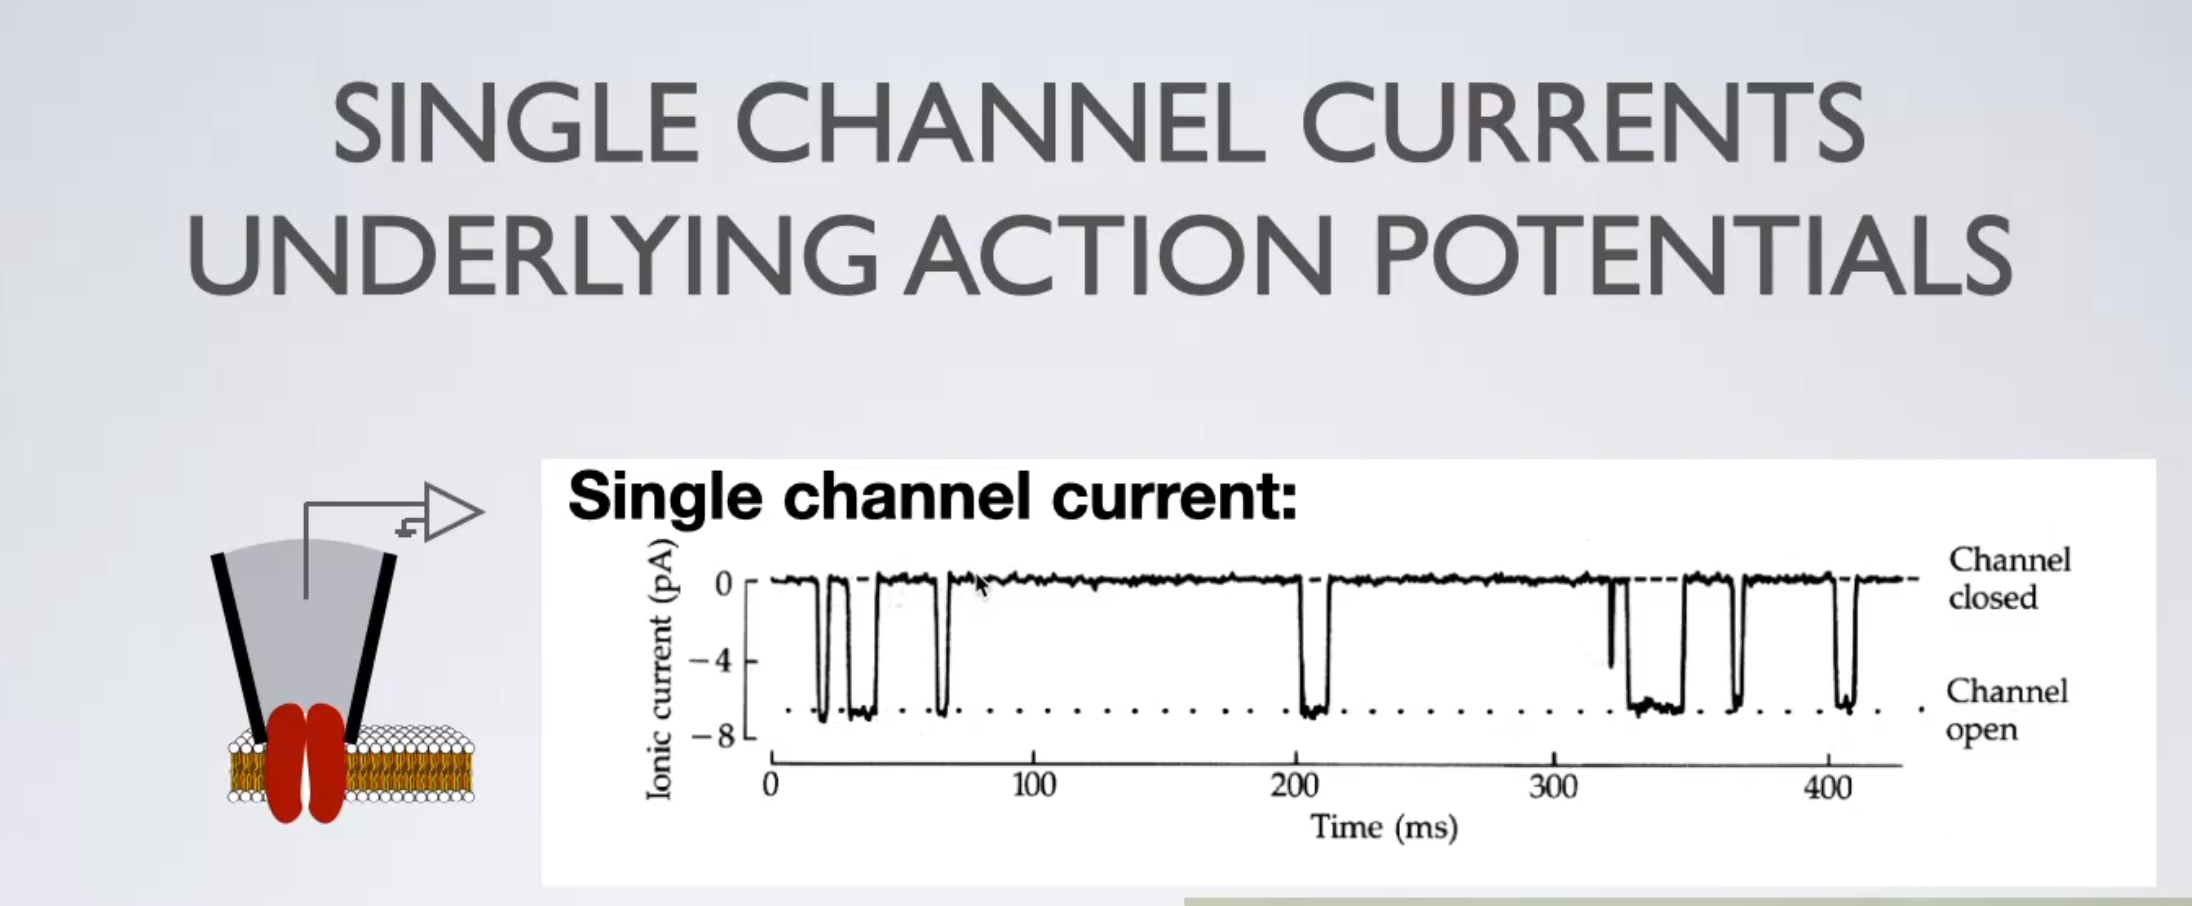 SINGLE CHANNEL CURRENTS
UNDERLYING ACTION POTENTIALS
Single channel current:
Ionic current (pA)
0
−4
−8
Channel
closed
Channel
open
0 100 200 300 400
Time (ms)